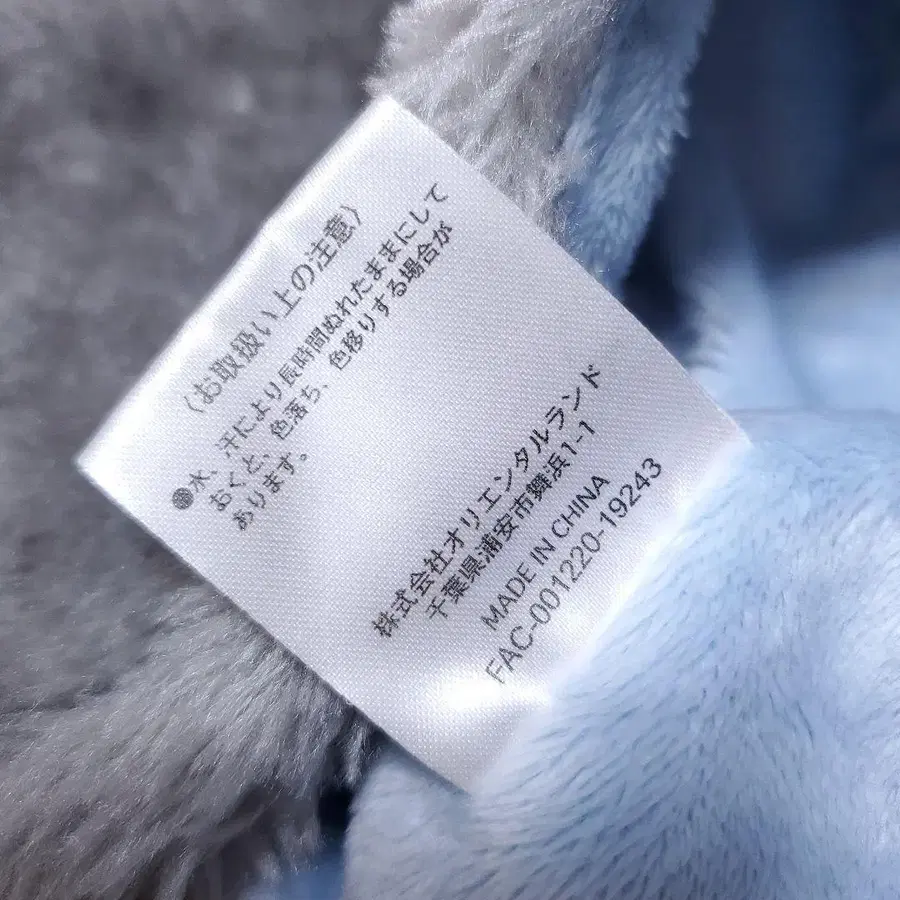 〈お取扱い上の注意〉
●水、汗により長時間ぬれたままにして
おくと、色落ち、色移りする場合が
あります。
株式会社オリエンタルランド
千葉県浦安市舞浜1-1
MADE IN CHINA
FAC-001220-19243